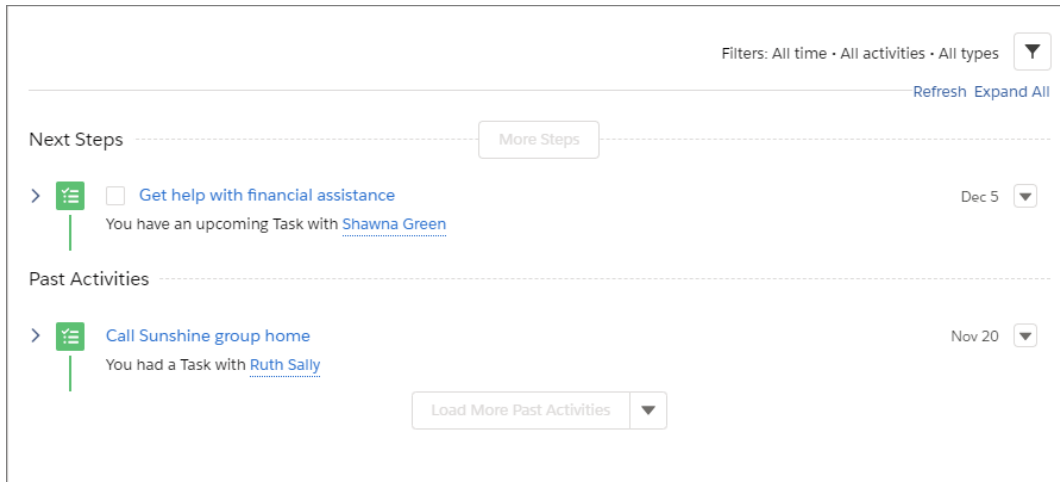 Filters: All time • All activities • All types
Refresh Expand All
Next Steps
More Steps
Get help with financial assistance
Dec 5
You have an upcoming Task with Shawna Green
Past Activities
Call Sunshine group home
Nov 20
You had a Task with Ruth Sally
Load More Past Activities